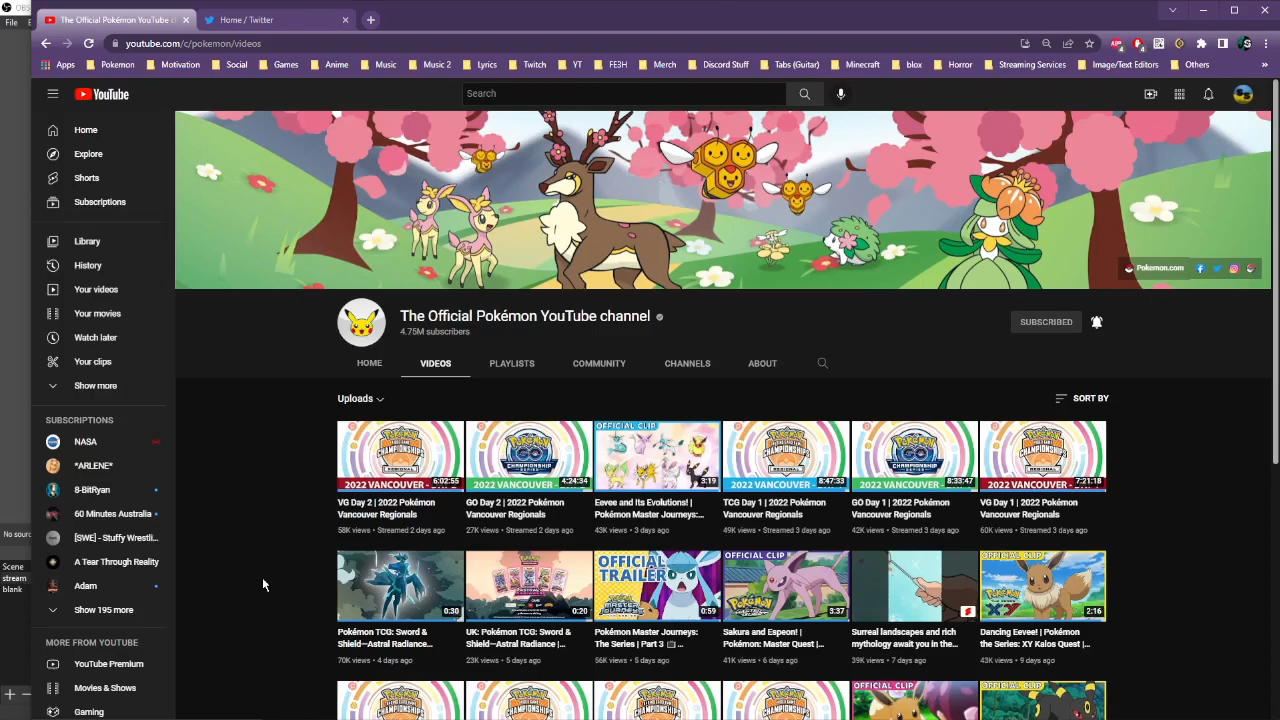 OBS
File
The Official Pokémon YouTube ch
Home / Twitter
youtube.com/c/pokemon/videos
Apps Pokemon Motivation Social Games Anime Music Music 2 Lyrics Twitch YT FE3H Merch Discord Stuff Tabs (Guitar) Minecraft blox Horror Streaming Services Image/Text Editors Others »
YouTube
Search
Home
Explore
Shorts
Subscriptions
Library
History
Your videos
Your movies
Watch later
Your clips
Show more
SUBSCRIPTIONS
NASA
*ARLENE*
8-BitRyan
60 Minutes Australia
[SWE] - Stuffy Wrestli...
A Tear Through Reality
Adam
Show 195 more
MORE FROM YOUTUBE
YouTube Premium
Movies & Shows
Gaming
No sourc
Scene
stream
blank
Pokemon.com
The Official Pokémon YouTube channel
4.75M subscribers
SUBSCRIBED
HOME VIDEOS PLAYLISTS COMMUNITY CHANNELS ABOUT
Uploads
SORT BY
2022 VANCOUVER - 6:02:55
VG Day 2 | 2022 Pokémon
Vancouver Regionals
58K views • Streamed 2 days ago
2022 VANCOUVER - 4:24:34
GO Day 2 | 2022 Pokémon
Vancouver Regionals
27K views • Streamed 2 days ago
OFFICIAL CLIP
3:19
Eevee and Its Evolutions! |
Pokémon Master Journeys:...
43K views • 3 days ago
2022 VANCOUVER - 8:47:33
TCG Day 1 | 2022 Pokémon
Vancouver Regionals
49K views • Streamed 3 days ago
2022 VANCOUVER - 8:33:47
GO Day 1 | 2022 Pokémon
Vancouver Regionals
42K views • Streamed 3 days ago
2022 VANCOUVER - 7:21:18
VG Day 1 | 2022 Pokémon
Vancouver Regionals
60K views • Streamed 3 days ago
0:30
Pokémon TCG: Sword &
Shield—Astral Radiance...
70K views • 4 days ago
0:20
UK: Pokémon TCG: Sword &
Shield—Astral Radiance |...
23K views • 5 days ago
OFFICIAL
TRAILER
0:59
Pokémon Master Journeys:
The Series | Part 3 ...
56K views • 5 days ago
OFFICIAL CLIP
Pokémon
3:37
Sakura and Espeon! |
Pokémon: Master Quest |...
41K views • 6 days ago
Surreal landscapes and rich
mythology await you in the...
39K views • 7 days ago
OFFICIAL CLIP
Pokémon
XY
2:16
Dancing Eevee! | Pokémon
the Series: XY Kalos Quest |...
43K views • 9 days ago
OFFICIAL CLIP
OFFICIAL CLIP